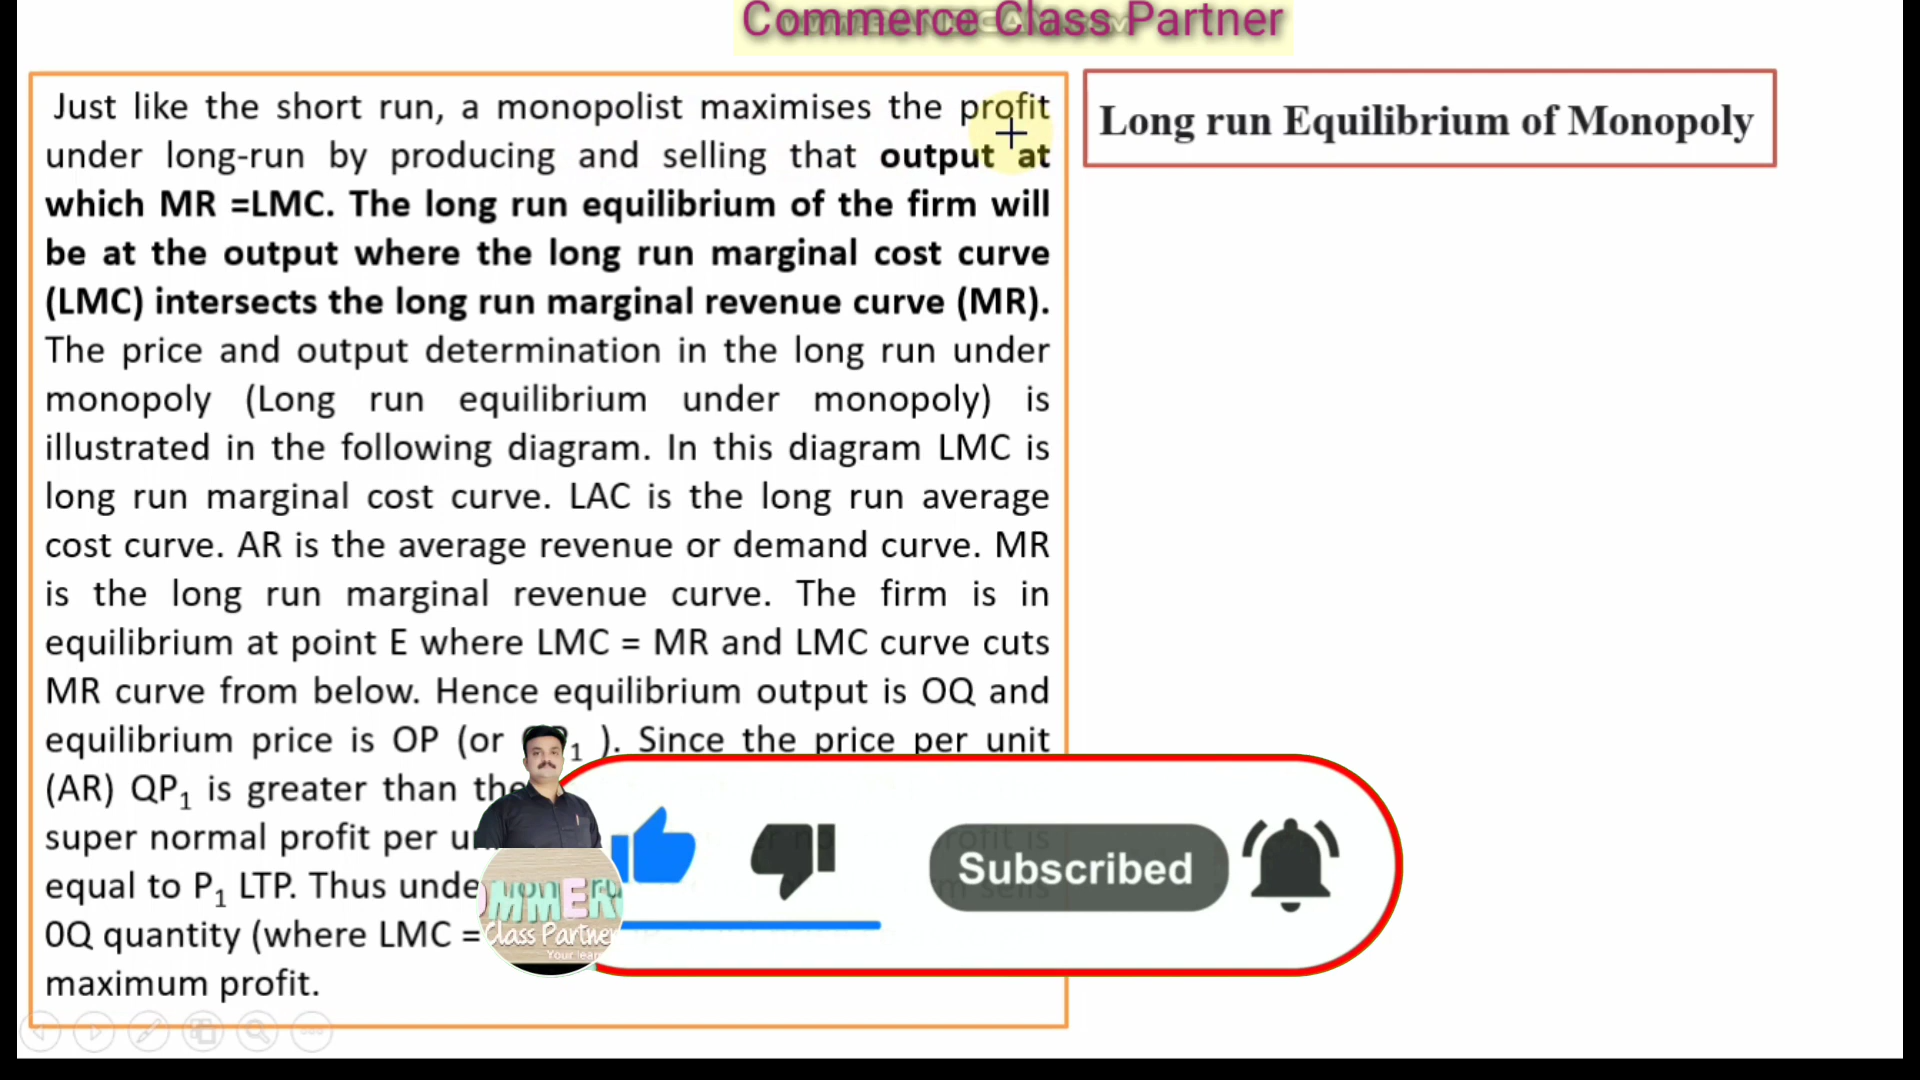 Commerce Class Partner
Just like the short run, a monopolist maximises the profit
under long-run by producing and selling that output at
which MR =LMC. The long run equilibrium of the firm will
be at the output where the long run marginal cost curve
(LMC) intersects the long run marginal revenue curve (MR).
The price and output determination in the long run under
monopoly (Long run equilibrium under monopoly) is
illustrated in the following diagram. In this diagram LMC is
long run marginal cost curve. LAC is the long run average
cost curve. AR is the average revenue or demand curve. MR
is the long run marginal revenue curve. The firm is in
equilibrium at point E where LMC = MR and LMC curve cuts
MR curve from below. Hence equilibrium output is OQ and
equilibrium price is OP (or ₁ ). Since the price per unit
(AR) QP₁ is greater than the
super normal profit per
equal to P₁ LTP. Thus
0Q quantity (where LMC =
maximum profit.
Long run Equilibrium of Monopoly
Subscribed
Class Partner